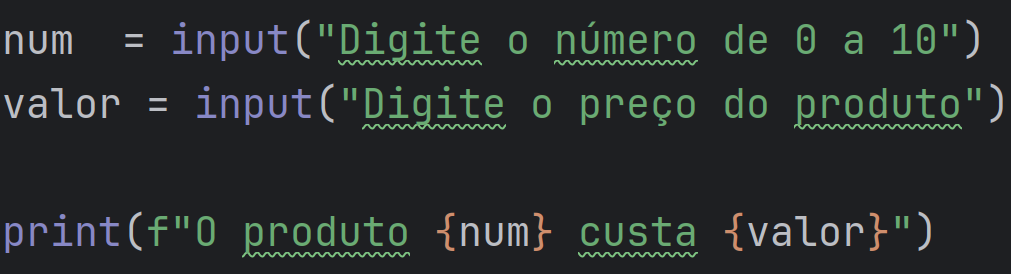 num  = input("Digite o número de 0 a 10")
valor = input("Digite o preço do produto")
print(f"O produto {num} custa {valor}")